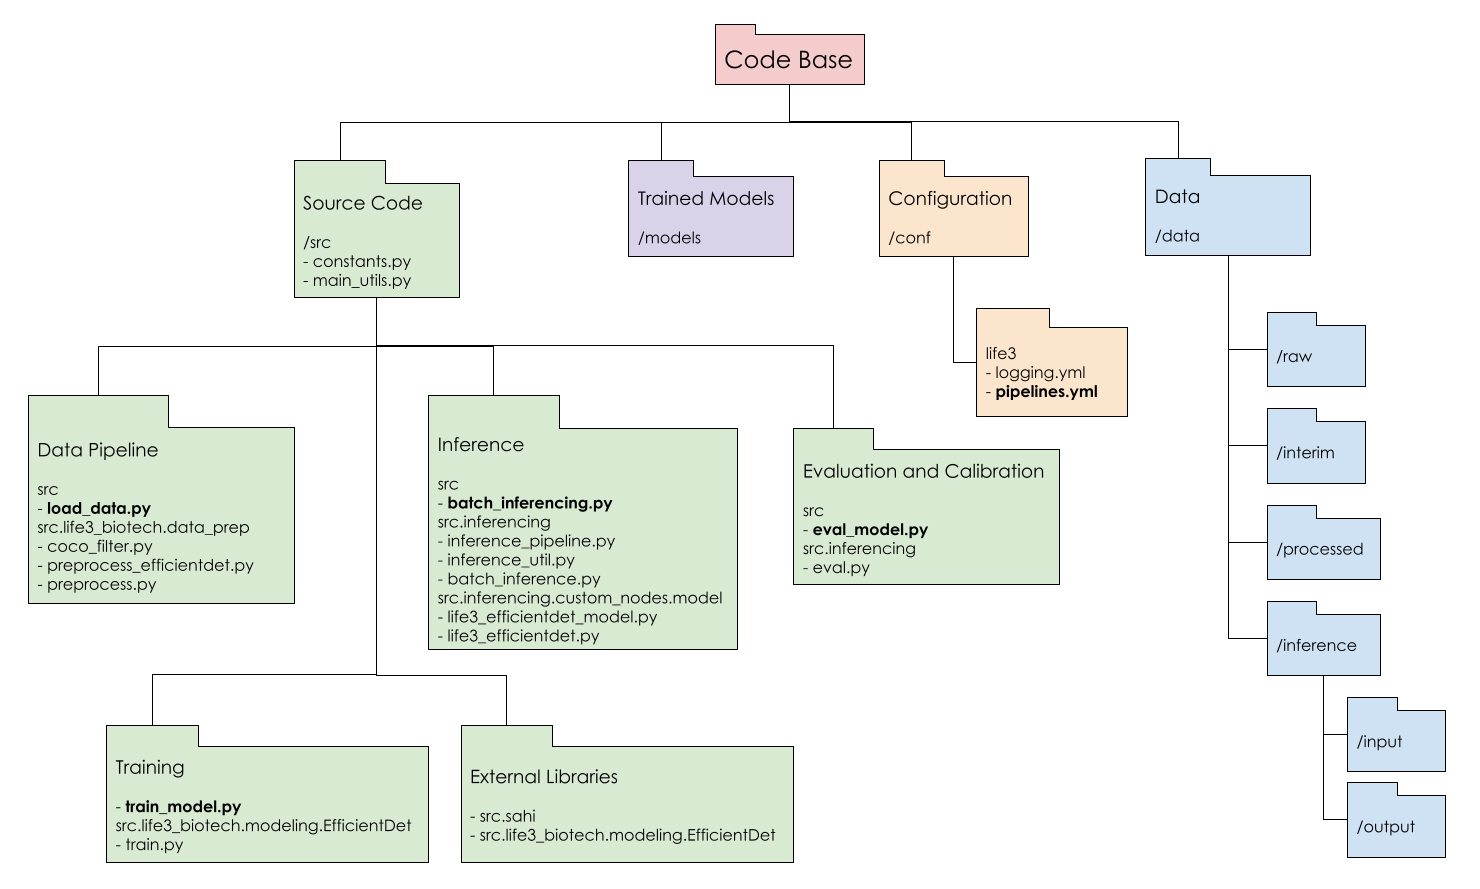 Code Base
Source Code
/src
- constants.py
- main_utils.py
Trained Models
/models
Configuration
/conf
Data
/data
life3
- logging.yml
- pipelines.yml
/raw
/interim
/processed
/inference
/input
/output
Data Pipeline
src
- load_data.py
src.life3_biotech.data_prep
- coco_filter.py
- preprocess_efficientdet.py
- preprocess.py
Inference
src
- batch_inferencing.py
src.inferencing
- inference_pipeline.py
- inference_util.py
- batch_inference.py
src.inferencing.custom_nodes.model
- life3_efficientdet_model.py
- life3_efficientdet.py
Evaluation and Calibration
src
- eval_model.py
src.inferencing
- eval.py
Training
- train_model.py
src.life3_biotech.modeling.EfficientDet
- train.py
External Libraries
- src.sahi
- src.life3_biotech.modeling.EfficientDet